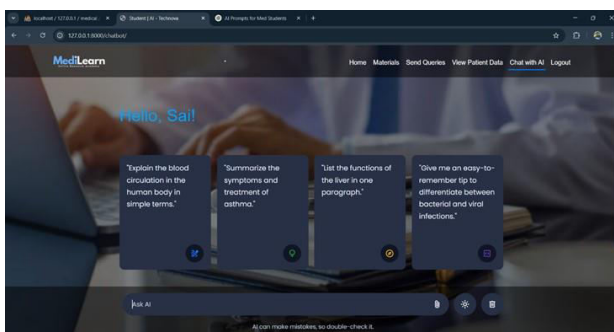 localhost / 127.0.0.1 / medical
Student | AI - Technova
AI Prompts for Med Students
127.0.0.1:8000/chatbot/
MediLearn
Home Materials Send Queries View Patient Data Chat with AI Logout
Hello, Sai!
"Explain the blood
circulation in the
human body in
simple terms."
"Summarize the
symptoms and
treatment of
asthma."
"List the functions of
the liver in one
paragraph."
"Give me an easy-to-
remember tip to
differentiate between
bacterial and viral
infections."
Ask AI
AI can make mistakes, so double-check it.